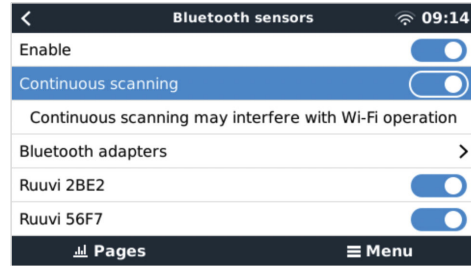 Bluetooth sensors 09:14
Enable
Continuous scanning
Continuous scanning may interfere with Wi-Fi operation
Bluetooth adapters
Ruuvi 2BE2
Ruuvi 56F7
Pages Menu